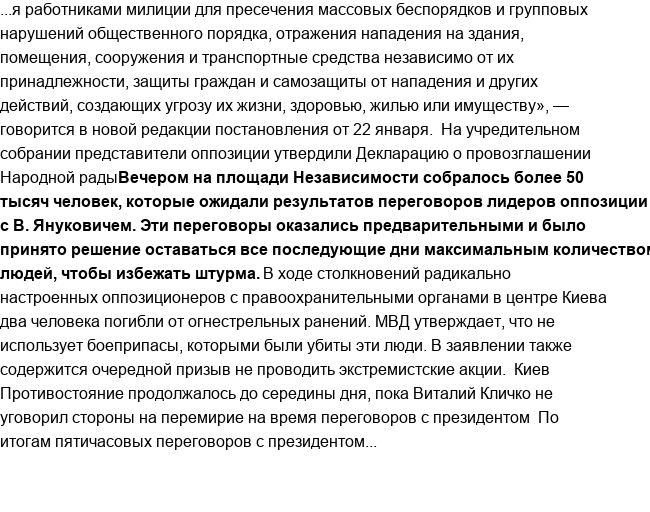 ...я работниками милиции для пресечения массовых беспорядков и групповых
нарушений общественного порядка, отражения нападения на здания,
помещения, сооружения и транспортные средства независимо от их
принадлежности, защиты граждан и самозащиты от нападения и других
действий, создающих угрозу их жизни, здоровью, жилью или имуществу», —
говорится в новой редакции постановления от 22 января.  На учредительном
собрании представители оппозиции утвердили Декларацию о провозглашении
Народной радыВечером на площади Независимости собралось более 50
тысяч человек, которые ожидали результатов переговоров лидеров оппозиции
с В. Януковичем. Эти переговоры оказались предварительными и было
принято решение оставаться все последующие дни максимальным количеством
людей, чтобы избежать штурма. В ходе столкновений радикально
настроенных оппозиционеров с правоохранительными органами в центре Киева
два человека погибли от огнестрельных ранений. МВД утверждает, что не
использует боеприпасы, которыми были убиты эти люди. В заявлении также
содержится очередной призыв не проводить экстремистские акции.  Киев
Противостояние продолжалось до середины дня, пока Виталий Кличко не
уговорил стороны на перемирие на время переговоров с президентом  По
итогам пятичасовых переговоров с президентом...